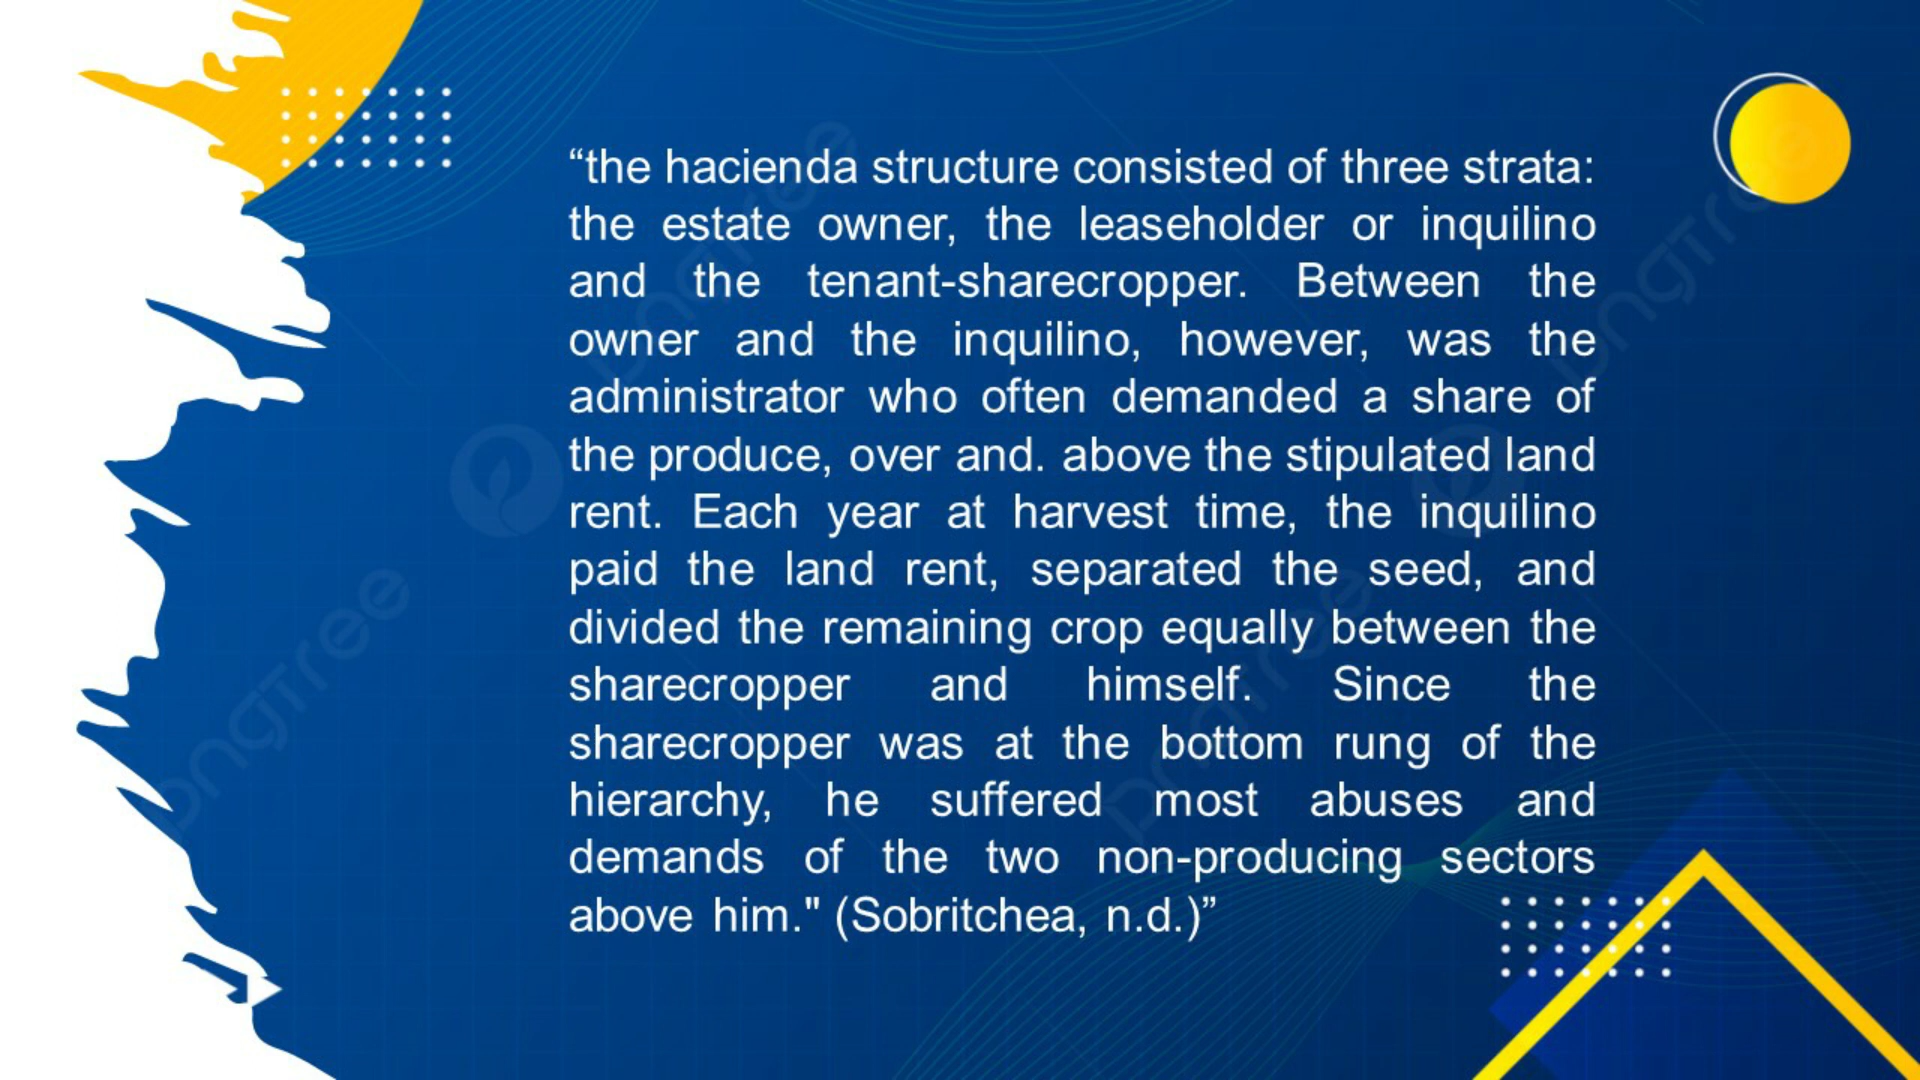 “the hacienda structure consisted of three strata:
the estate owner, the leaseholder or inquilino
and the tenant-sharecropper. Between the
owner and the inquilino, however, was the
administrator who often demanded a share of
the produce, over and. above the stipulated land
rent. Each year at harvest time, the inquilino
paid the land rent, separated the seed, and
divided the remaining crop equally between the
sharecropper and himself. Since the
sharecropper was at the bottom rung of the
hierarchy, he suffered most abuses and
demands of the two non-producing sectors
above him." (Sobritchea, n.d.)”
pngtree
pngtree
pngtree
pngtree